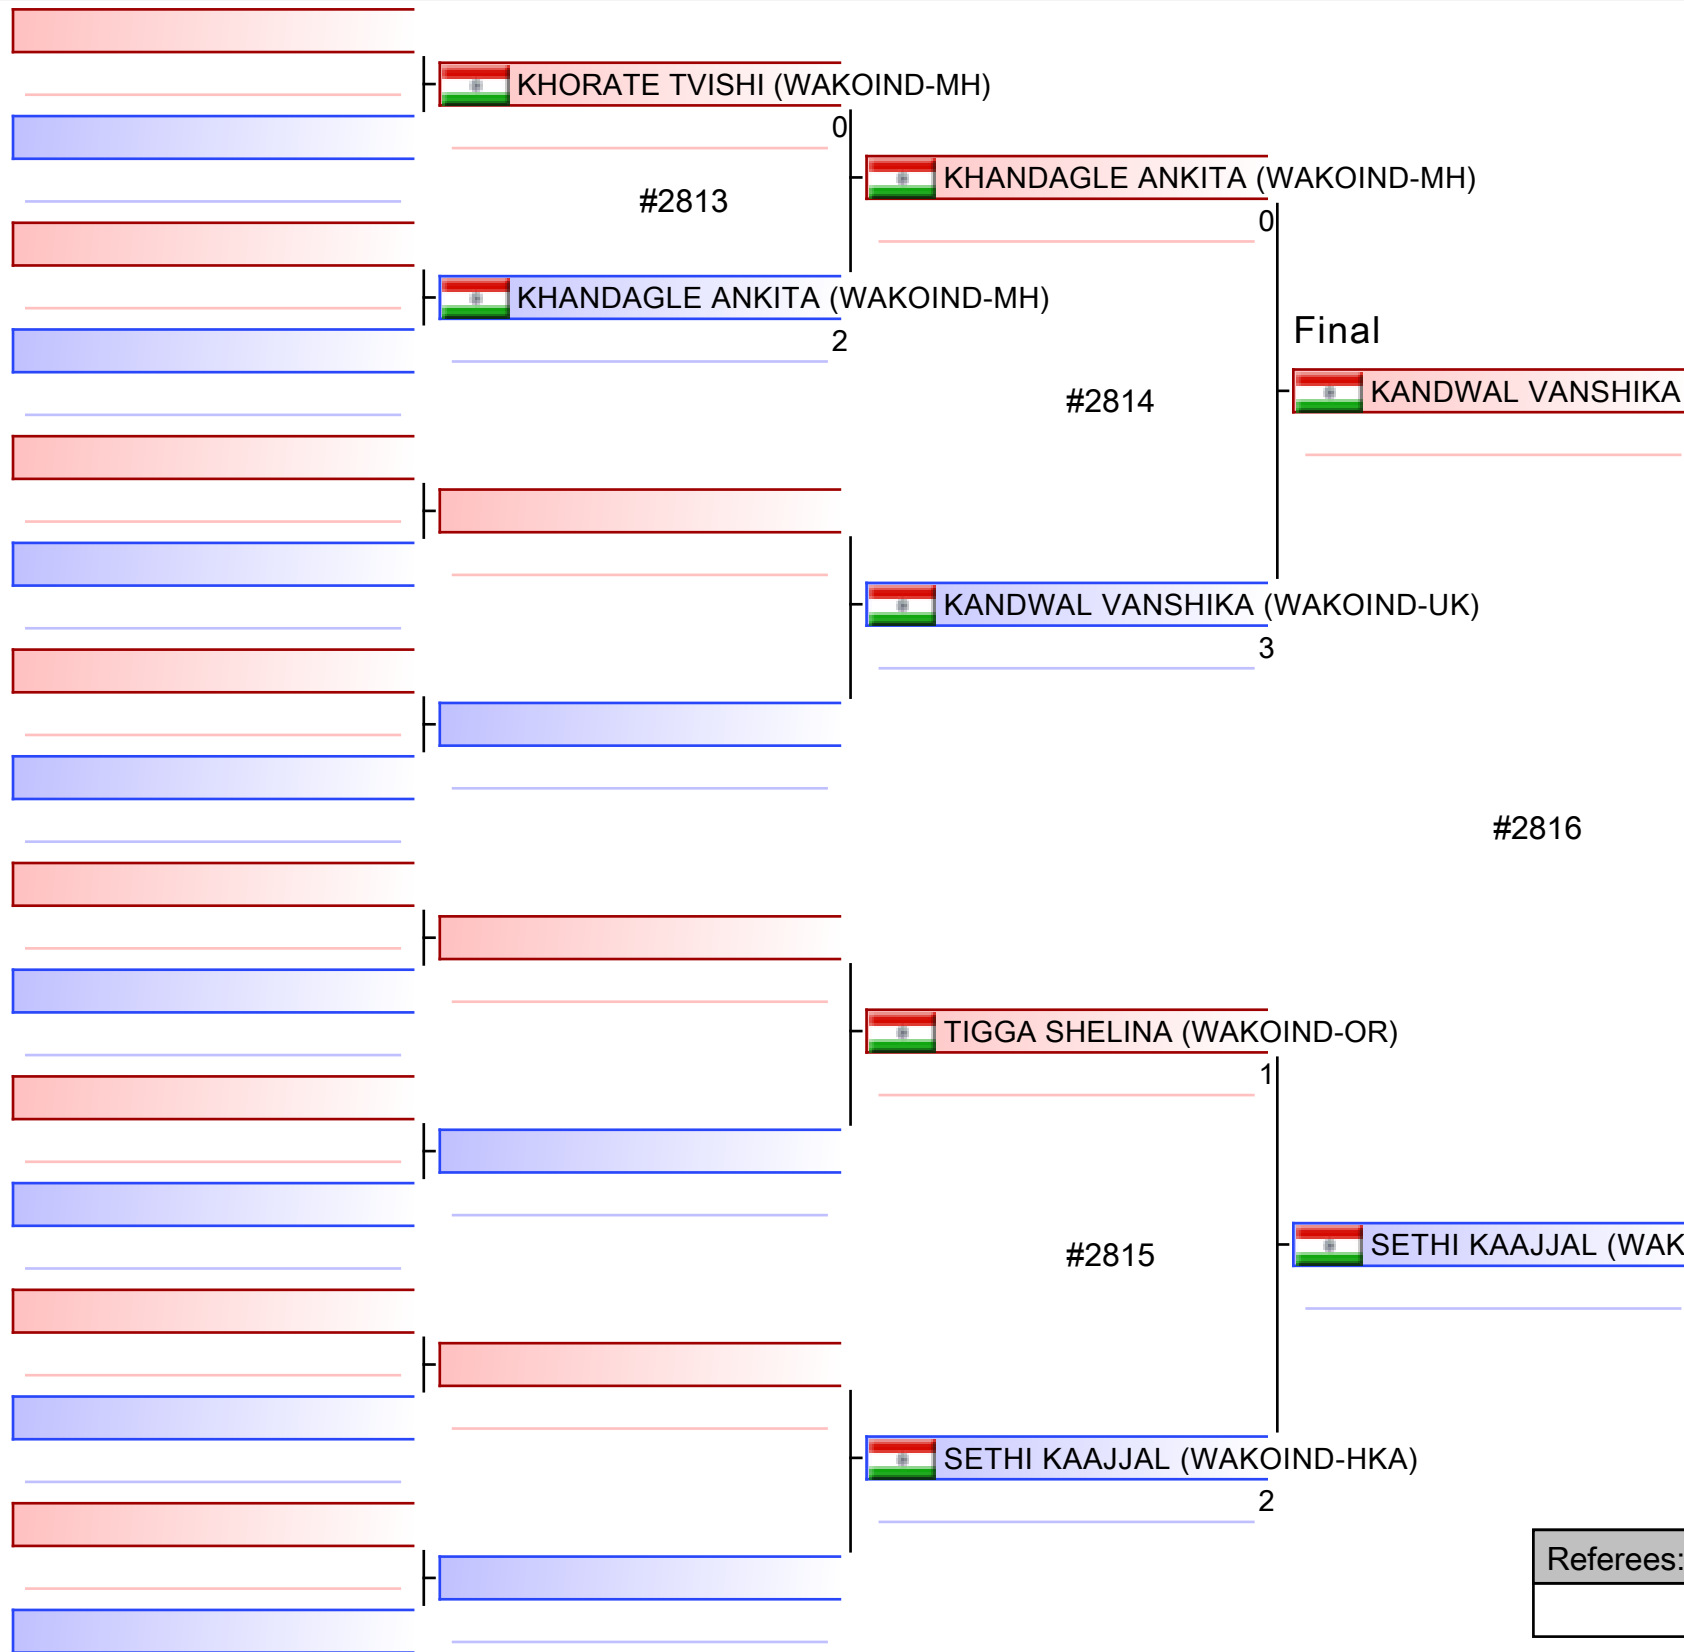 KHORATE TVISHI (WAKOIND-MH)
0
KHANDAGLE ANKITA (WAKOIND-MH)
#2813
0
KHANDAGLE ANKITA (WAKOIND-MH)
2
Final
KANDWAL VANSHIKA
#2814
KANDWAL VANSHIKA (WAKOIND-UK)
3
#2816
TIGGA SHELINA (WAKOIND-OR)
1
SETHI KAAJJAL (WAK
#2815
SETHI KAAJJAL (WAKOIND-HKA)
2
Referees: